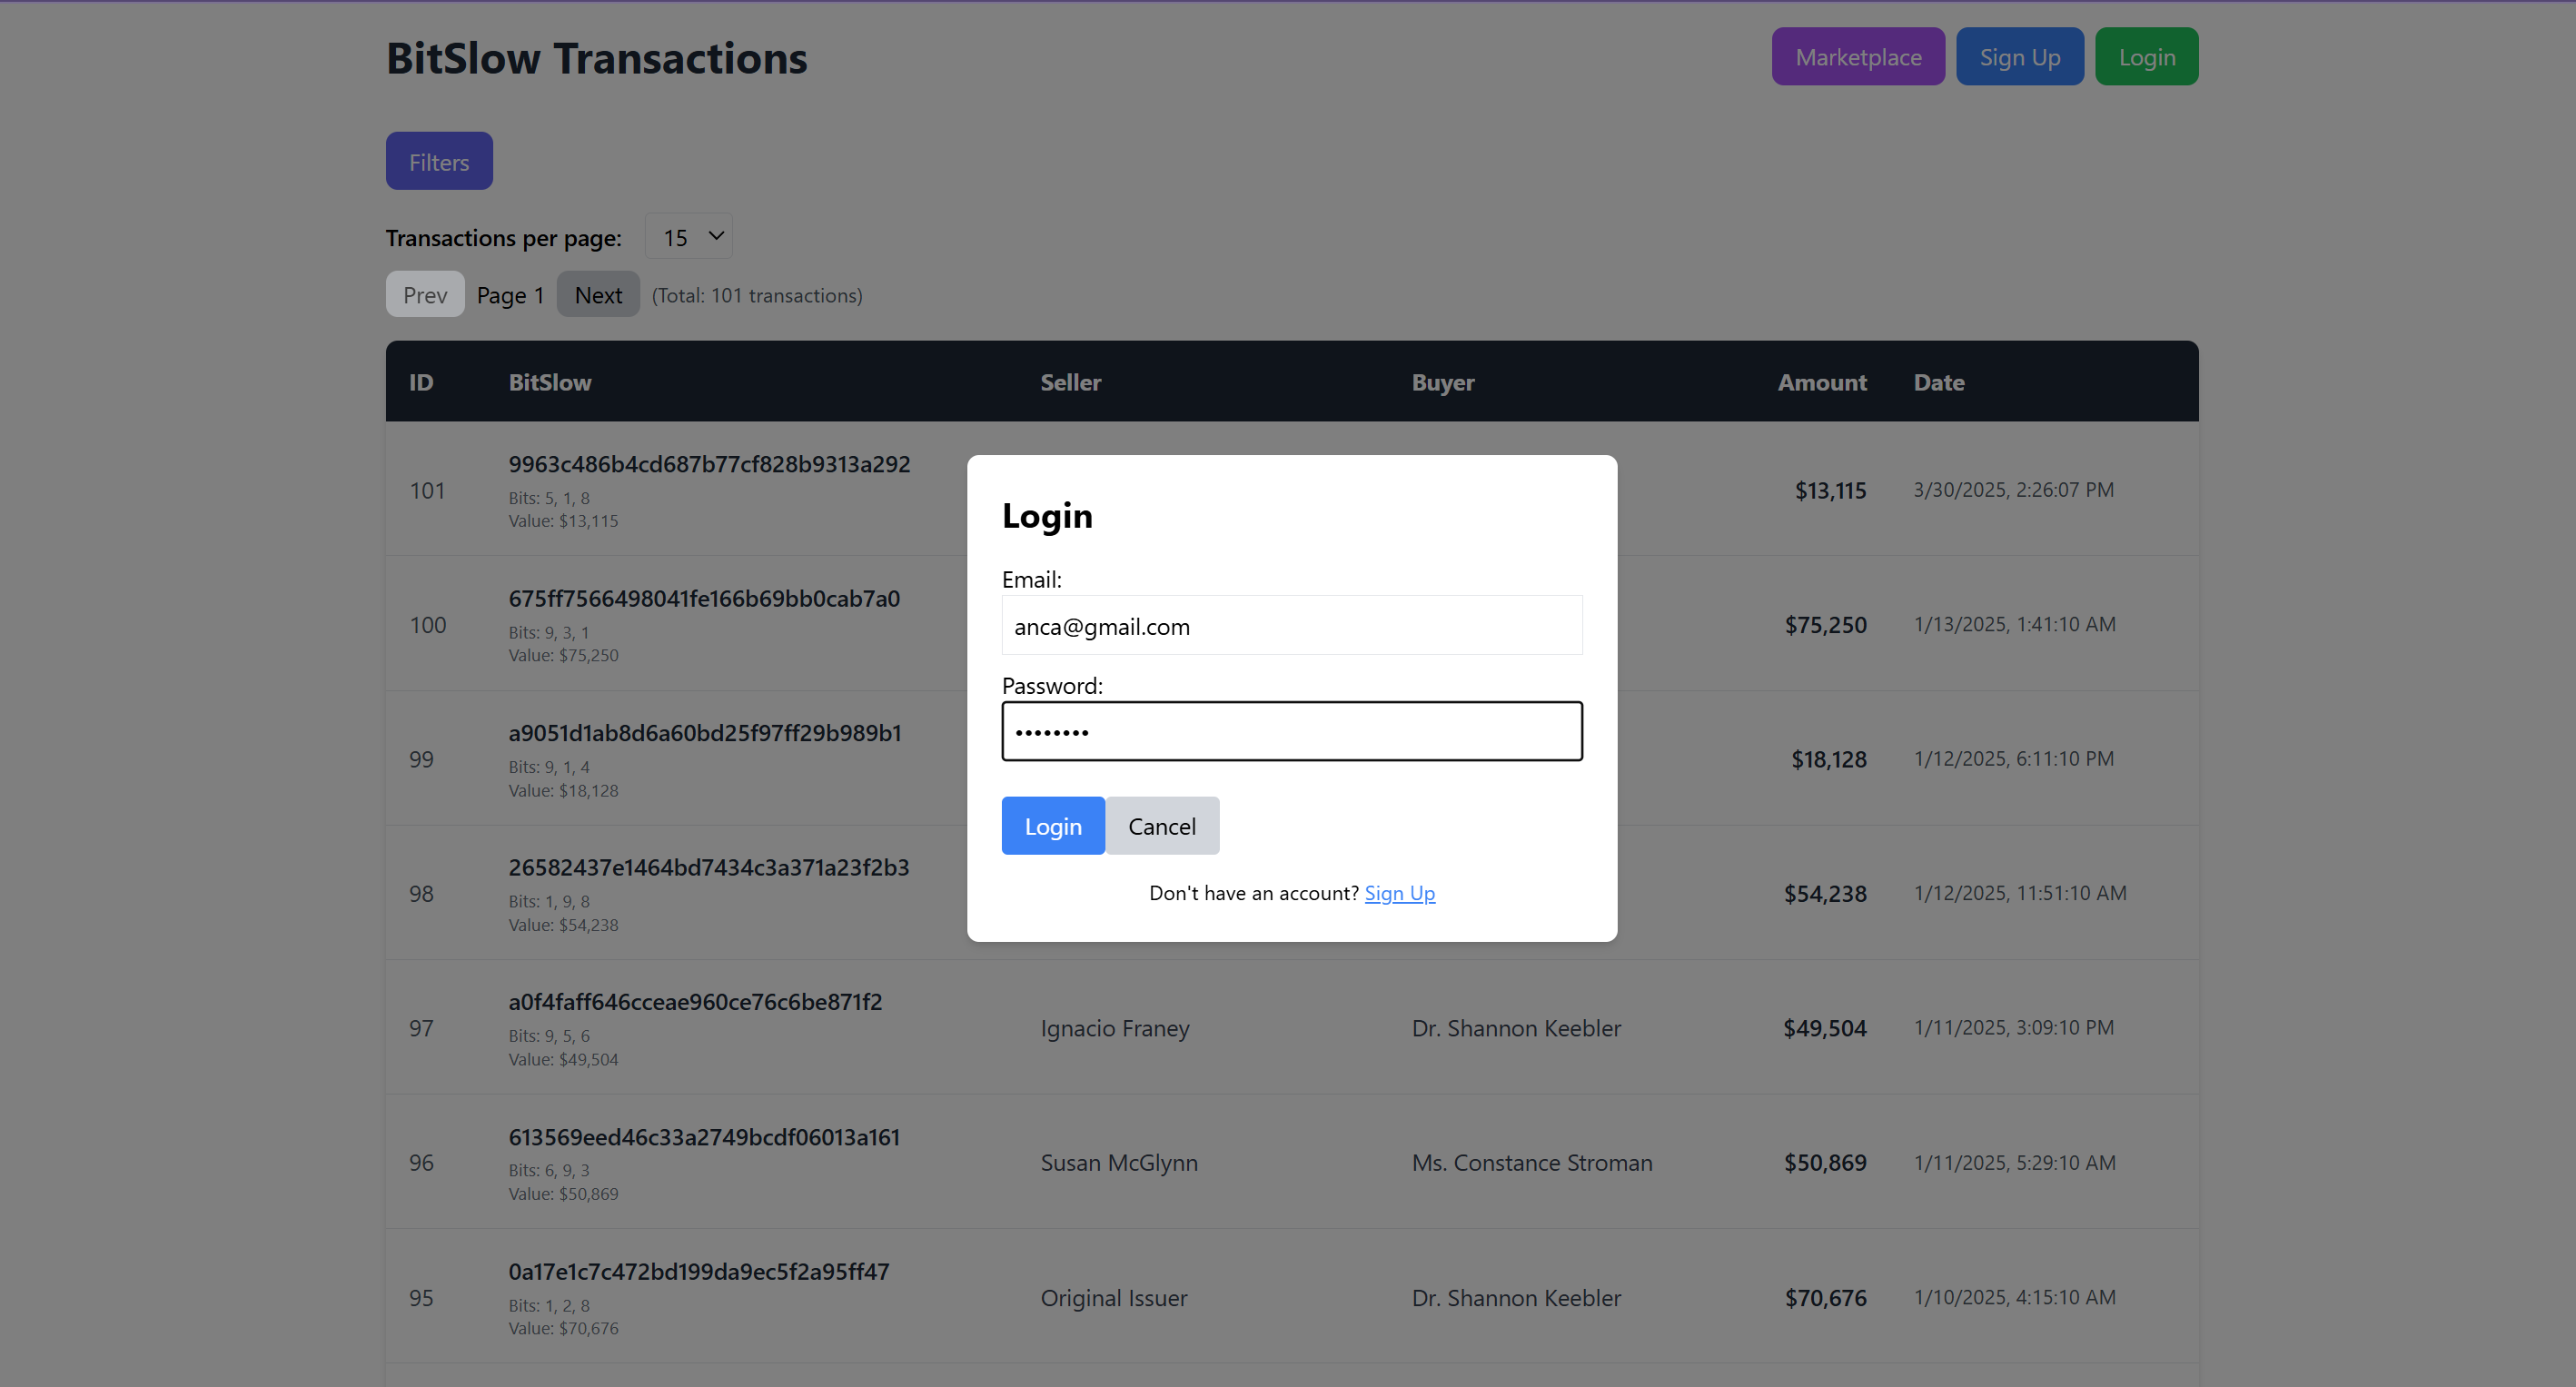 BitSlow Transactions
Marketplace
Sign Up
Login
Filters
Transactions per page: 15
Prev Page 1 Next (Total: 101 transactions)
ID BitSlow Seller Buyer Amount Date
9963c486b4cd687b77cf828b9313a292
101 $13,115 3/30/2025, 2:26:07 PM
Bits: 5, 1, 8
Value: $13,115
675ff7566498041fe166b69bb0cab7a0
100 $75,250 1/13/2025, 1:41:10 AM
Bits: 9, 3, 1
Value: $75,250
a9051d1ab8d6a60bd25f97ff29b989b1
99 $18,128 1/12/2025, 6:11:10 PM
Bits: 9, 1, 4
Value: $18,128
26582437e1464bd7434c3a371a23f2b3
98 $54,238 1/12/2025, 11:51:10 AM
Bits: 1, 9, 8
Value: $54,238
a0f4faff646cceae960ce76c6be871f2
97 Ignacio Franey Dr. Shannon Keebler $49,504 1/11/2025, 3:09:10 PM
Bits: 9, 5, 6
Value: $49,504
613569eed46c33a2749bcdf06013a161
96 Susan McGlynn Ms. Constance Stroman $50,869 1/11/2025, 5:29:10 AM
Bits: 6, 9, 3
Value: $50,869
0a17e1c7c472bd199da9ec5f2a95ff47
95 Original Issuer Dr. Shannon Keebler $70,676 1/10/2025, 4:15:10 AM
Bits: 1, 2, 8
Value: $70,676
Login
Email:
anca@gmail.com
Password:
••••••••
Login Cancel
Don't have an account? Sign Up